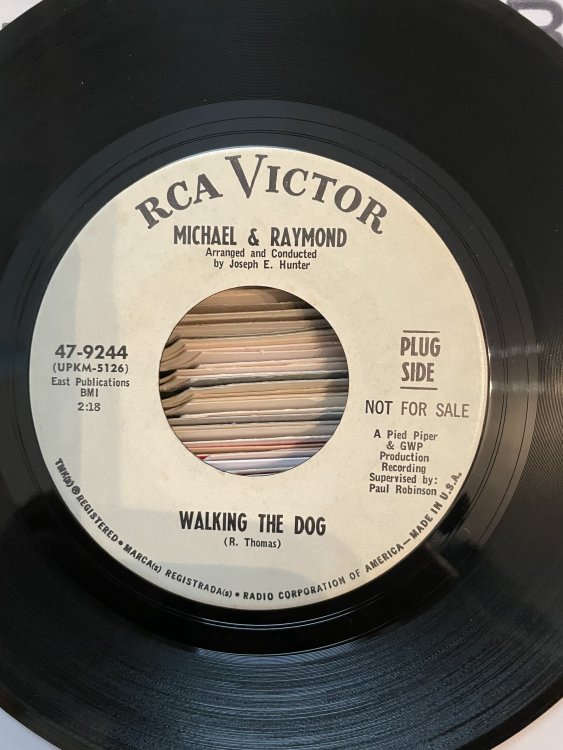 RCA VICTOR
MICHAEL & RAYMOND
Arranged and Conducted
by Joseph E. Hunter
47-9244
(UPKM-5126)
East Publications
BMI
2:18
PLUG
SIDE
NOT FOR SALE
A Pied Piper
& GWP
Production
Recording
Supervised by:
Paul Robinson
WALKING THE DOG
(R. Thomas)
TMK(s) ® REGISTERED • MARCA(s) REGISTRADA(s) • RADIO CORPORATION OF AMERICA—MADE IN U.S.A.